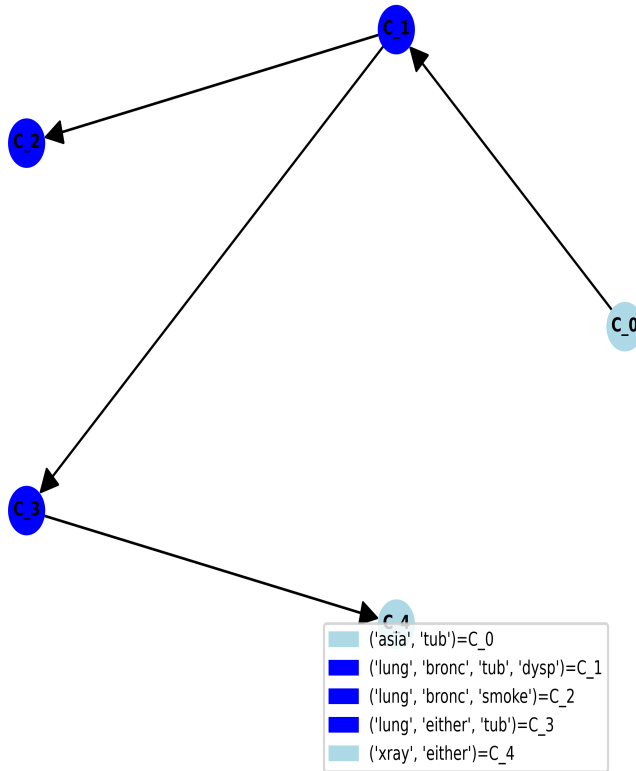 C_1
C_2
C_0
C_3
C_4
('asia', 'tub')=C_0
('lung', 'bronc', 'tub', 'dysp')=C_1
('lung', 'bronc', 'smoke')=C_2
('lung', 'either', 'tub')=C_3
('xray', 'either')=C_4